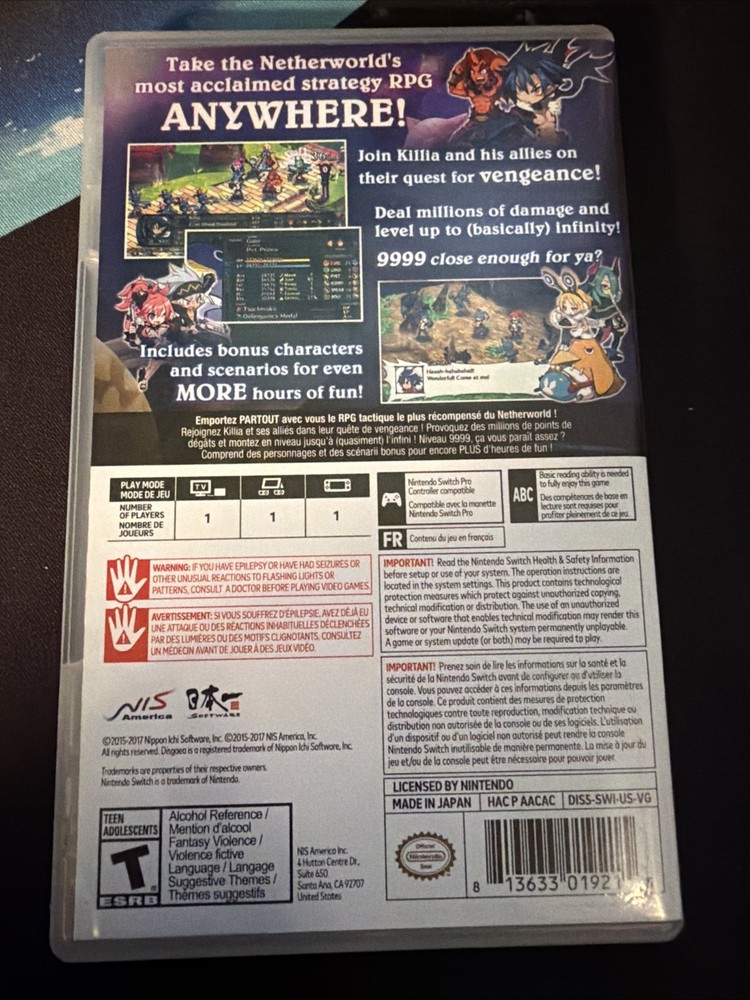 Take the Netherworld's
most acclaimed strategy RPG
ANYWHERE!
Join Killia and his allies on
their quest for vengeance!
Deal millions of damage and
level up to (basically) infinity!
9999 close enough for ya?
Includes bonus characters
and scenarios for even
MORE hours of fun!
Haaah-hahahaha!!
Wonderful! Come at me!
Emportez PARTOUT avec vous le RPG tactique le plus récompensé du Netherworld !
Rejoignez Killia et ses alliés dans leur quête de vengeance ! Provoquez des millions de points de
dégâts et montez en niveau jusqu'à (quasiment) l'infini ! Niveau 9999, ça vous paraît assez ?
Comprend des personnages et des scénarii bonus pour encore PLUS d'heures de fun !
PLAY MODE
MODE DE JEU
TV
NUMBER
OF PLAYERS
NOMBRE DE
JOUEURS
1
1
1
Nintendo Switch Pro
Controller compatible
Compatible avec la manette
Nintendo Switch Pro
ABC
Basic reading ability is needed
to fully enjoy this game
Des compétences de base en
lecture sont requises pour
profiter pleinement de ce jeu.
FR
Contenu du jeu en français
WARNING: IF YOU HAVE EPILEPSY OR HAVE HAD SEIZURES OR
OTHER UNUSUAL REACTIONS TO FLASHING LIGHTS OR
PATTERNS, CONSULT A DOCTOR BEFORE PLAYING VIDEO GAMES.
AVERTISSEMENT: SI VOUS SOUFFREZ D'ÉPILEPSIE, AVEZ DÉJÀ EU
UNE ATTAQUE OU DES RÉACTIONS INHABITUELLES DÉCLENCHÉES
PAR DES LUMIÈRES OU DES MOTIFS CLIGNOTANTS, CONSULTEZ
UN MÉDECIN AVANT DE JOUER À DES JEUX VIDÉO.
IMPORTANT! Read the Nintendo Switch Health & Safety Information
before setup or use of your system. The operation instructions are
located in the system settings. This product contains technological
protection measures which protect against unauthorized copying,
technical modification or distribution. The use of an unauthorized
device or software that enables technical modification may render this
software or your Nintendo Switch system permanently unplayable.
A game or system update (or both) may be required to play.
IMPORTANT! Prenez soin de lire les informations sur la santé et la
sécurité de la Nintendo Switch avant de configurer ou d'utiliser la
console. Vous pouvez accéder à ces informations depuis les paramètres
de la console. Ce produit contient des mesures de protection
technologiques contre toute reproduction, modification technique ou
distribution non autorisée de la console ou de ses logiciels. L'utilisation
d'un dispositif ou d'un logiciel non autorisé peut rendre la console
Nintendo Switch inutilisable de manière permanente. La mise à jour du
jeu et/ou de la console peut être nécessaire pour pouvoir jouer.
NIS
America
日本一
SOFTWARE
©2015-2017 Nippon Ichi Software, Inc. ©2015-2017 NIS America, Inc.
All rights reserved. Disgaea is a registered trademark of Nippon Ichi Software, Inc.
Trademarks are properties of their respective owners.
Nintendo Switch is a trademark of Nintendo.
TEEN
ADOLESCENTS
T
ESRB
Alcohol Reference /
Mention d'alcool
Fantasy Violence /
Violence fictive
Language / Langage
Suggestive Themes /
Thèmes suggestifs
NIS America Inc.
4 Hutton Centre Dr.,
Suite 650
Santa Ana, CA 92707
United States
LICENSED BY NINTENDO
MADE IN JAPAN HAC P AACAC DIS5-SWI-US-VG
Official
Nintendo
Seal
8 13633 0192